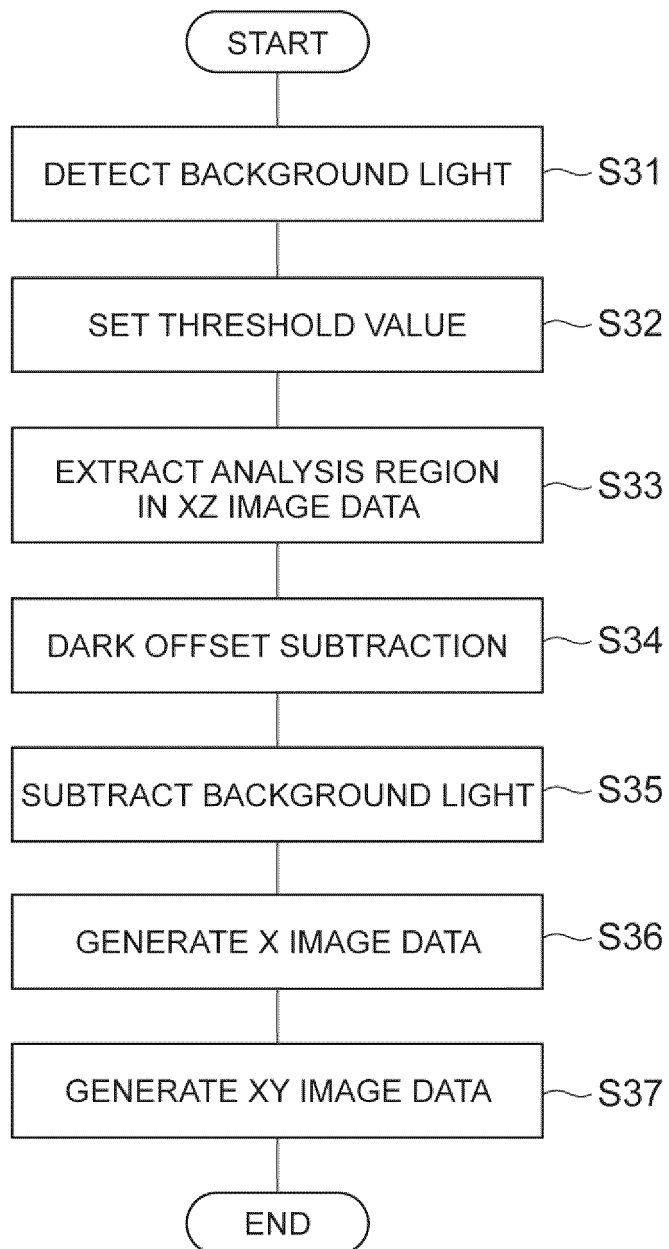 START
DETECT BACKGROUND LIGHT
S31
SET THRESHOLD VALUE
S32
EXTRACT ANALYSIS REGION
IN XZ IMAGE DATA
S33
DARK OFFSET SUBTRACTION
S34
SUBTRACT BACKGROUND LIGHT
S35
GENERATE X IMAGE DATA
S36
GENERATE XY IMAGE DATA
S37
END